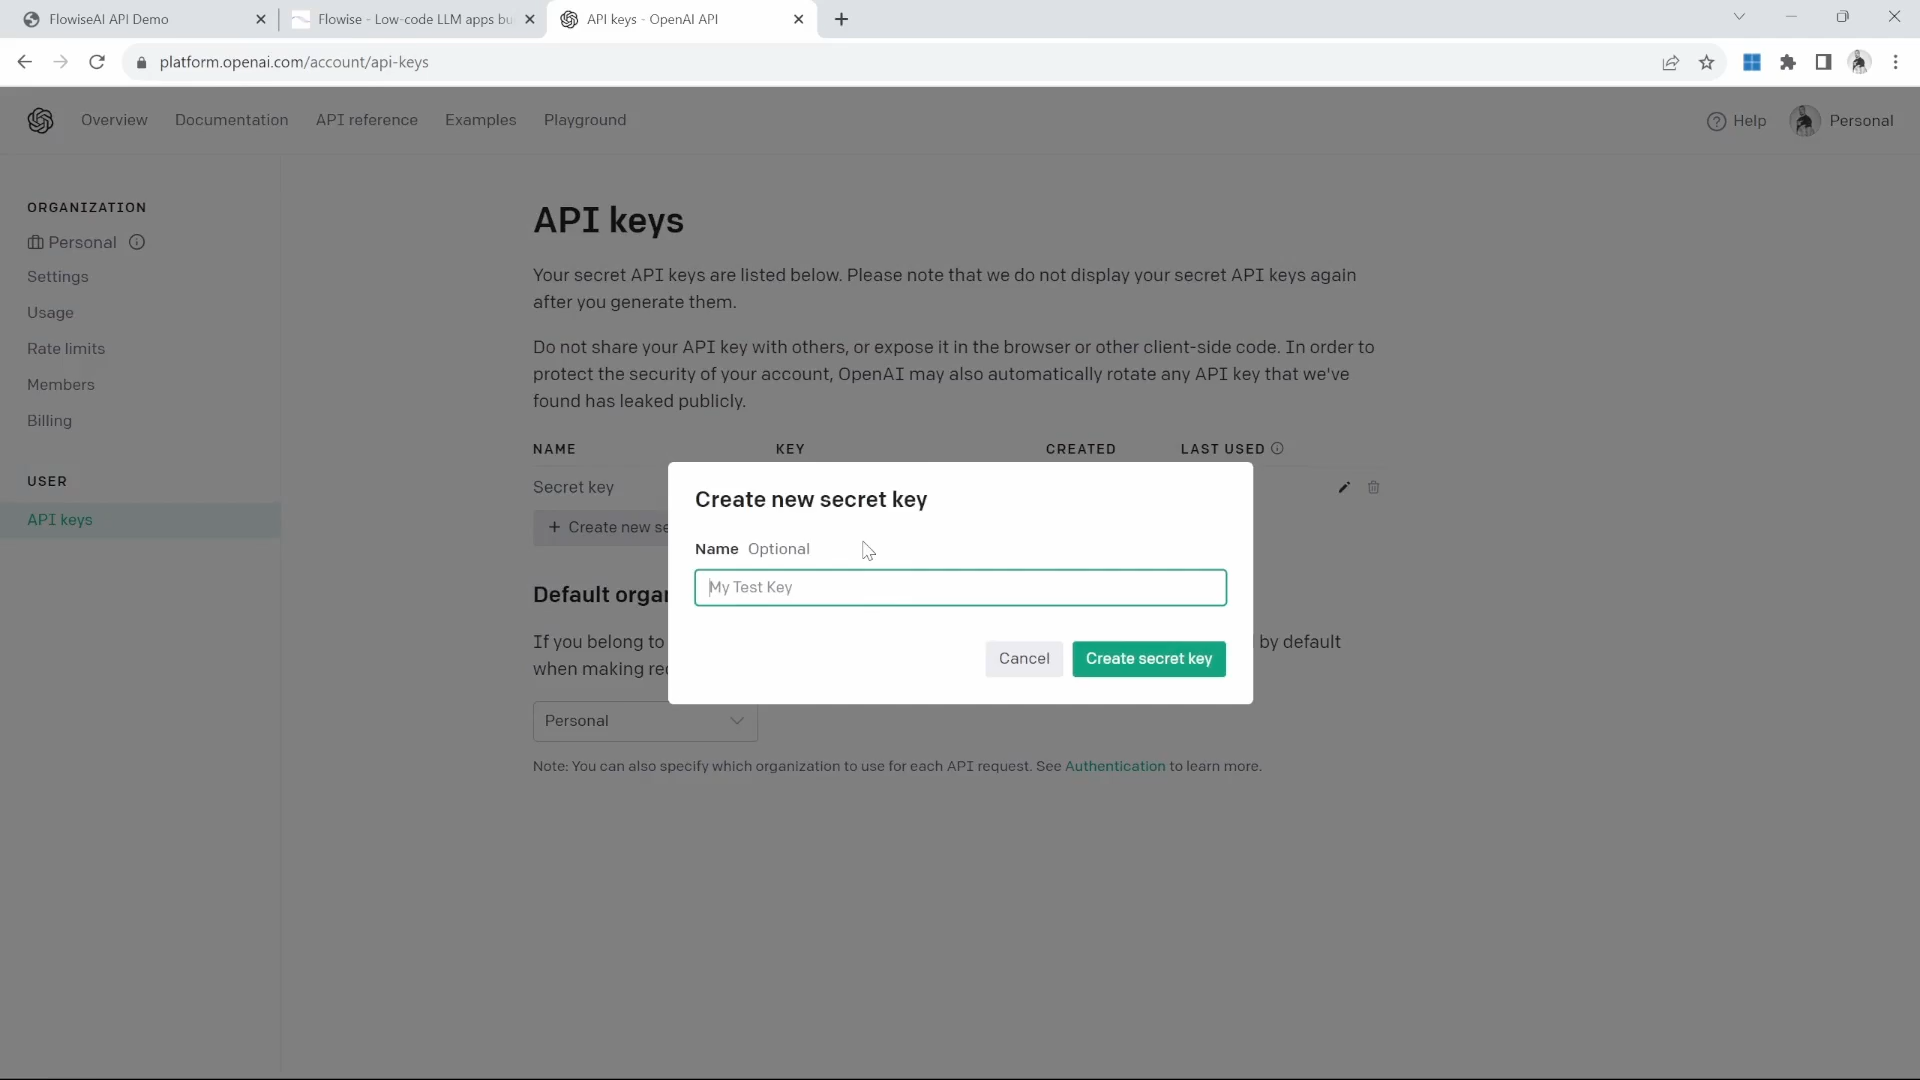 FlowiseAI API Demo
Flowise - Low-code LLM apps bu
API keys - OpenAI API
platform.openai.com/account/api-keys
Overview
Documentation
API reference
Examples
Playground
Help
Personal
ORGANIZATION
Personal
Settings
Usage
Rate limits
Members
Billing
USER
API keys
API keys
Your secret API keys are listed below. Please note that we do not display your secret API keys again
after you generate them.
Do not share your API key with others, or expose it in the browser or other client-side code. In order to
protect the security of your account, OpenAI may also automatically rotate any API key that we've
found has leaked publicly.
NAME KEY CREATED LAST USED
Secret key
+ Create new se
Create new secret key
Name Optional
My Test Key
Cancel
Create secret key
Default organ
If you belong to by default
when making req
Personal
Note: You can also specify which organization to use for each API request. See Authentication to learn more.